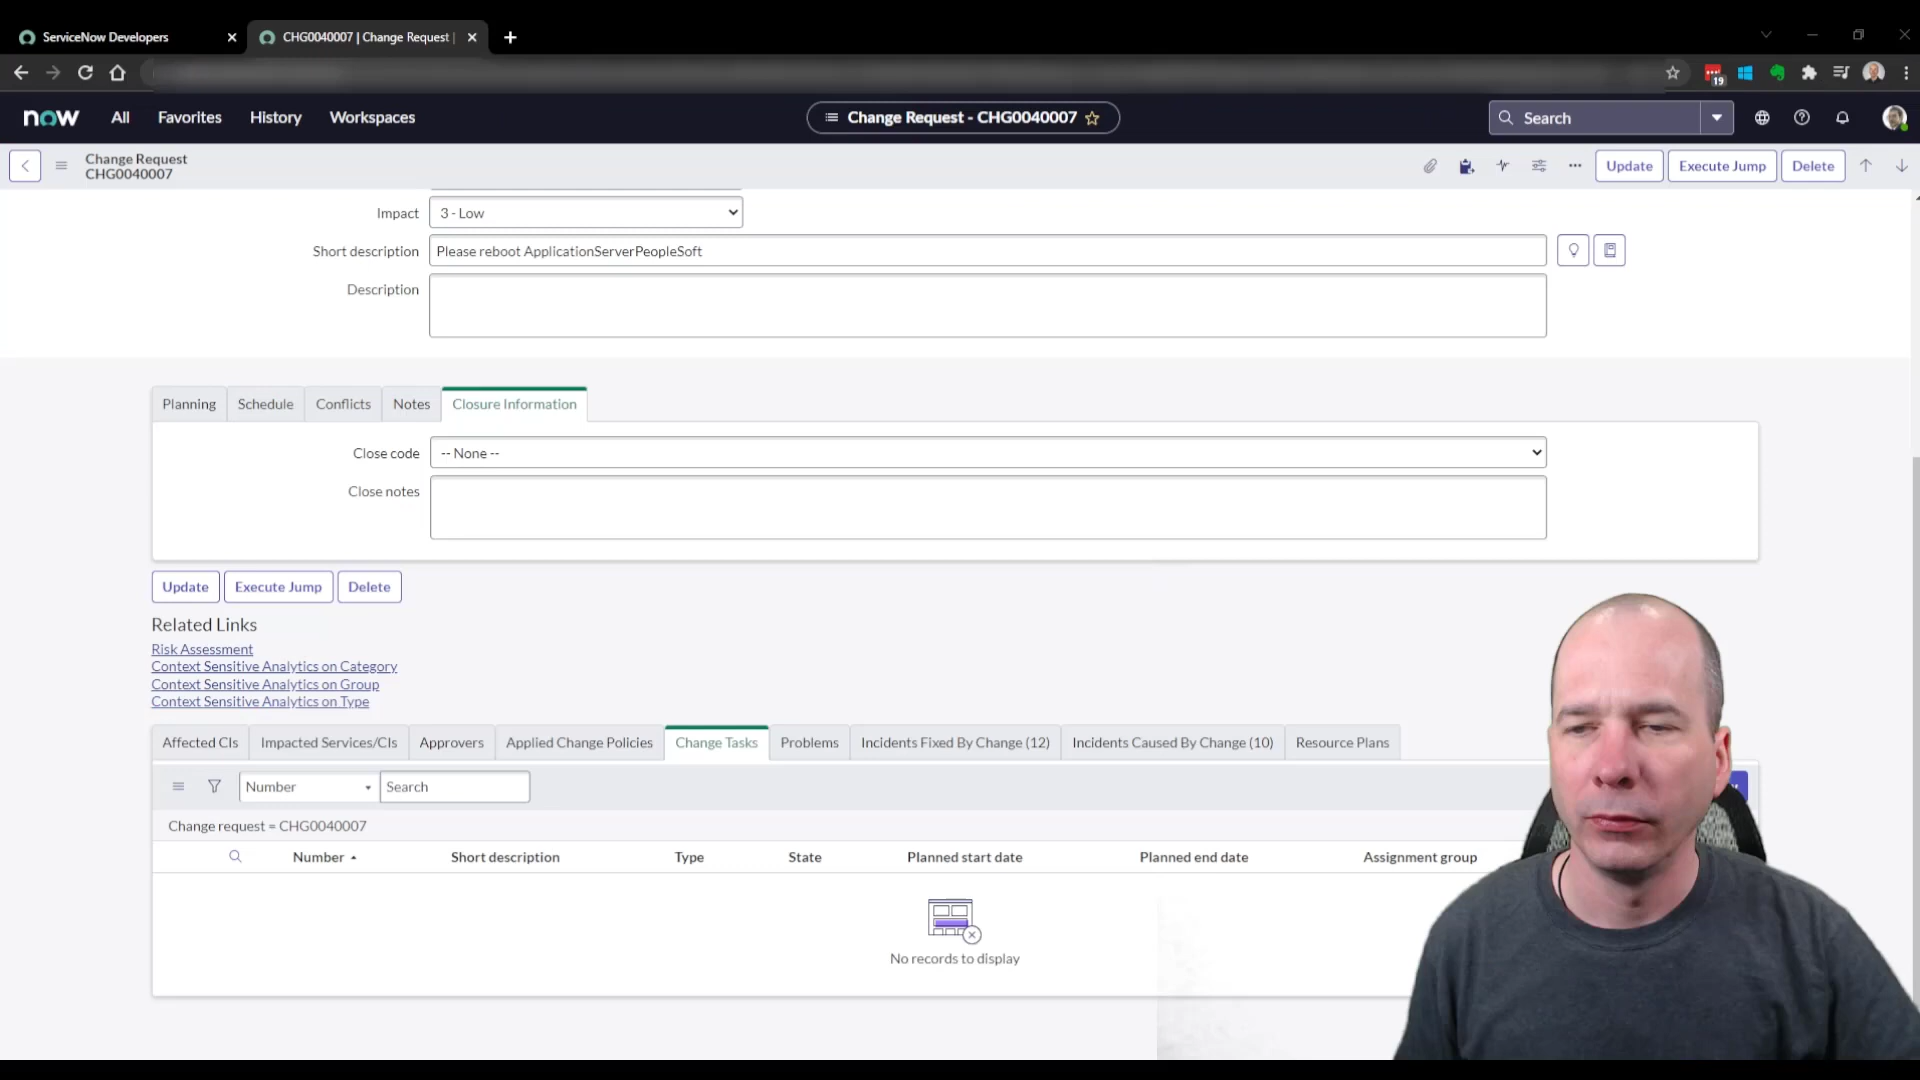 ServiceNow Developers
CHG0040007 | Change Request |
19
now All Favorites History Workspaces Change Request - CHG0040007 Search
Change Request
CHG0040007
Update Execute Jump Delete
Impact 3 - Low
Short description Please reboot ApplicationServerPeopleSoft
Description
Planning Schedule Conflicts Notes Closure Information
Close code -- None --
Close notes
Update Execute Jump Delete
Related Links
Risk Assessment
Context Sensitive Analytics on Category
Context Sensitive Analytics on Group
Context Sensitive Analytics on Type
Affected CIs Impacted Services/CIs Approvers Applied Change Policies Change Tasks Problems Incidents Fixed By Change (12) Incidents Caused By Change (10) Resource Plans
Number Search
Change request = CHG0040007
Number Short description Type State Planned start date Planned end date Assignment group
No records to display